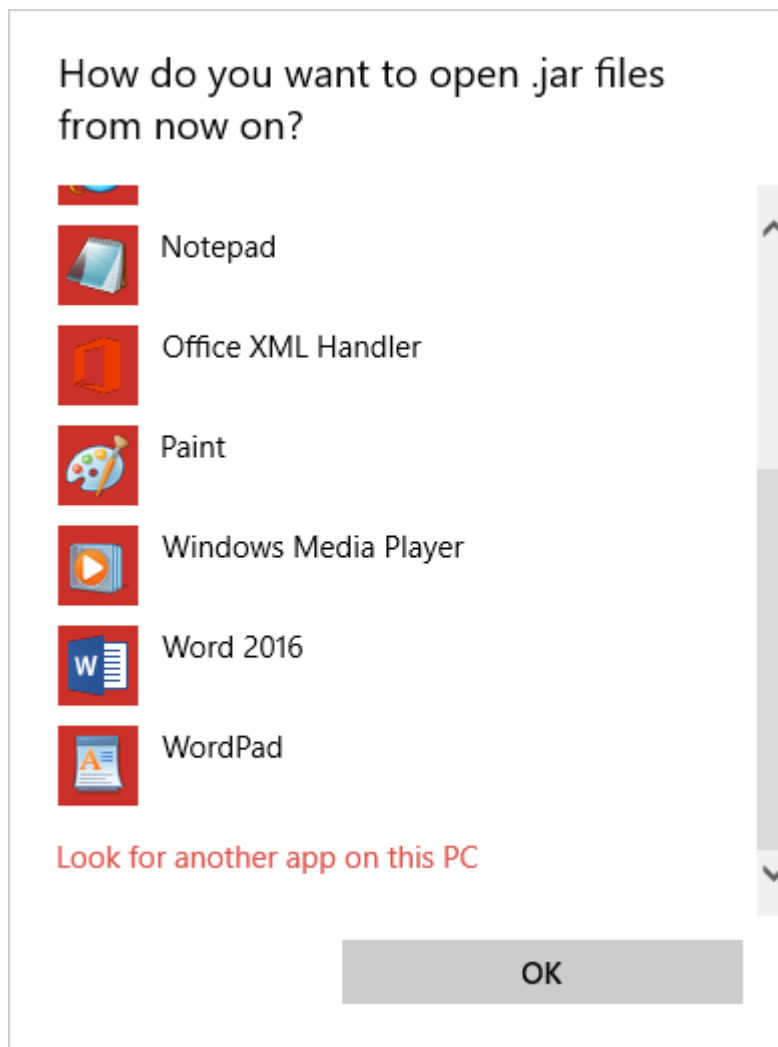 How do you want to open .jar files
from now on?
Notepad
Office XML Handler
Paint
Windows Media Player
Word 2016
WordPad
Look for another app on this PC
OK